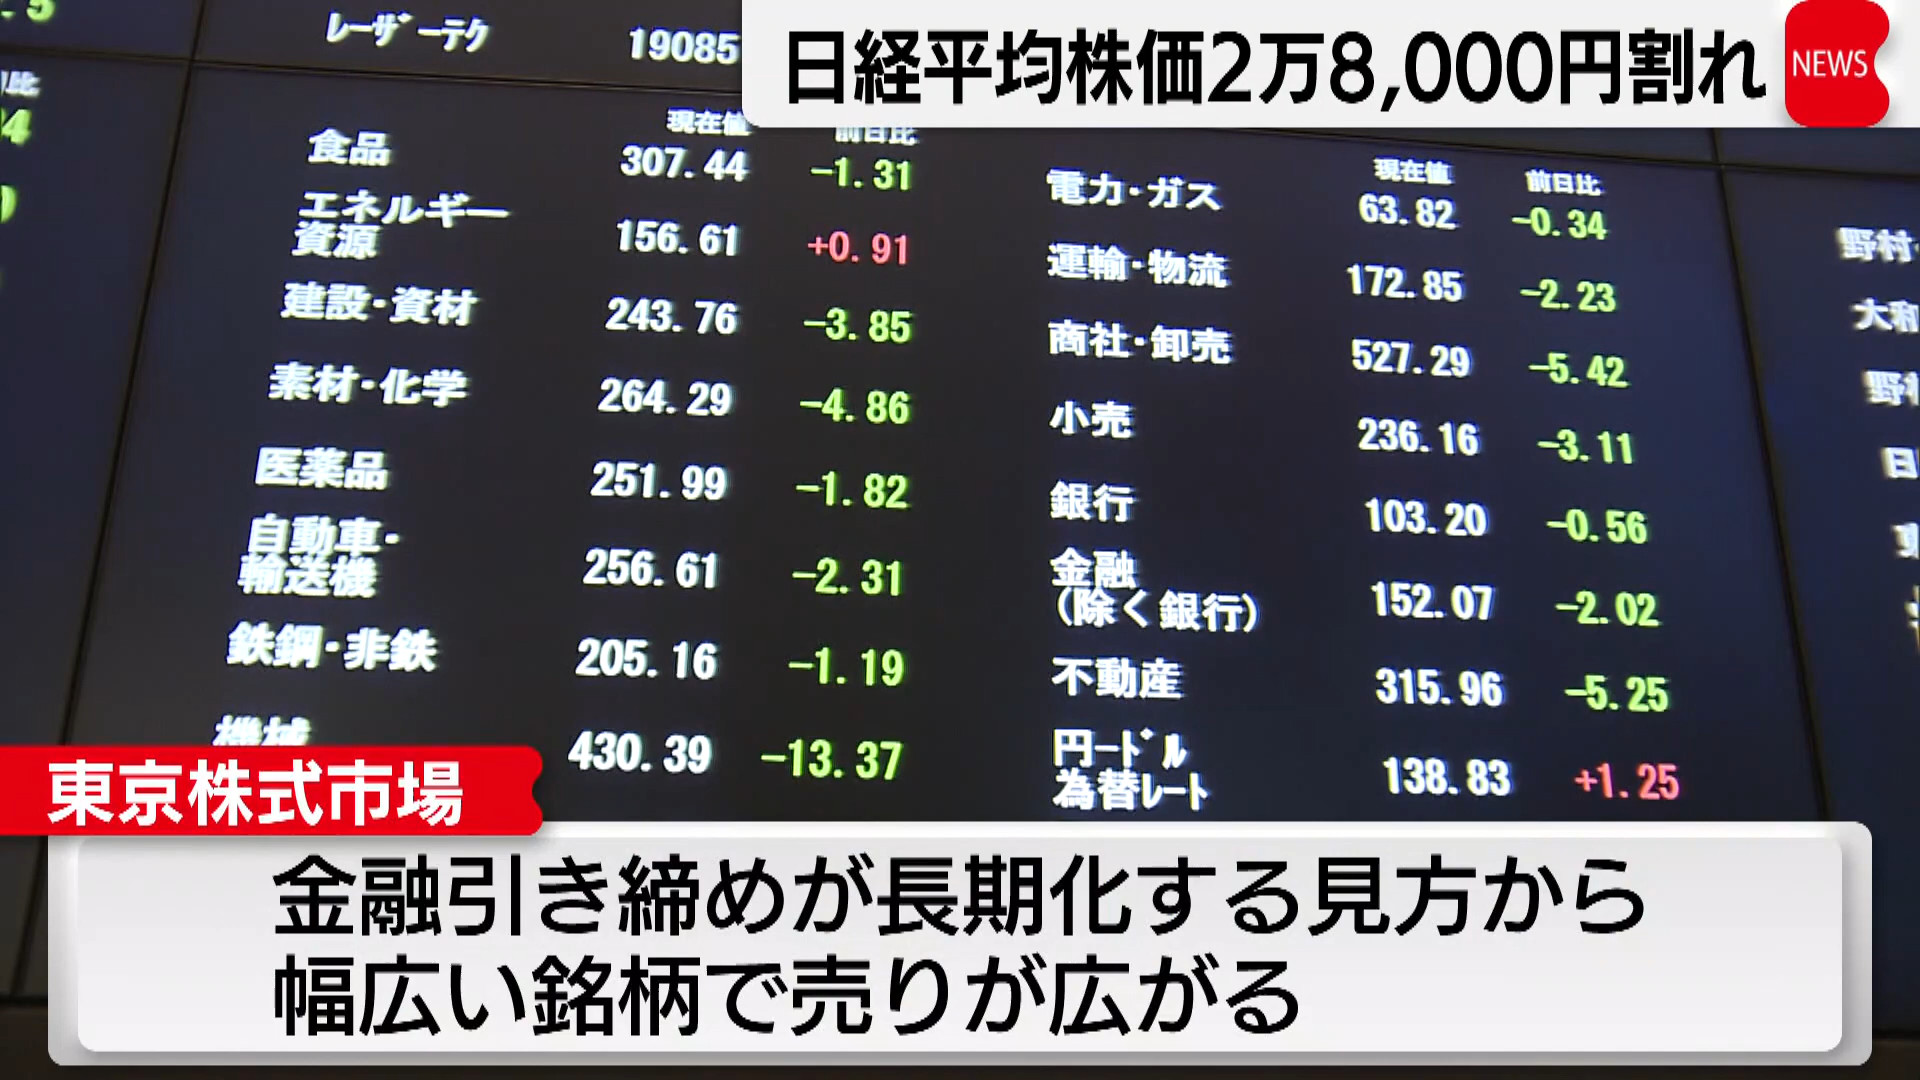 日経平均株価2万8,000円割れ
NEWS
ﾚｰｻﾞｰﾃｸ 19085
現在値 前日比
食品 307.44 -1.31
エネルギー
資源 156.61 +0.91
建設・資材 243.76 -3.85
素材・化学 264.29 -4.86
医薬品 251.99 -1.82
自動車・
輸送機 256.61 -2.31
鉄鋼・非鉄 205.16 -1.19
機械 430.39 -13.37
現在値 前日比
電力・ガス 63.82 -0.34
運輸・物流 172.85 -2.23
商社・卸売 527.29 -5.42
小売 236.16 -3.11
銀行 103.20 -0.56
金融
(除く銀行) 152.07 -2.02
不動産 315.96 -5.25
円ｰﾄﾞﾙ
為替ﾚｰﾄ 138.83 +1.25
野村
大和
東京株式市場
金融引き締めが長期化する見方から
幅広い銘柄で売りが広がる